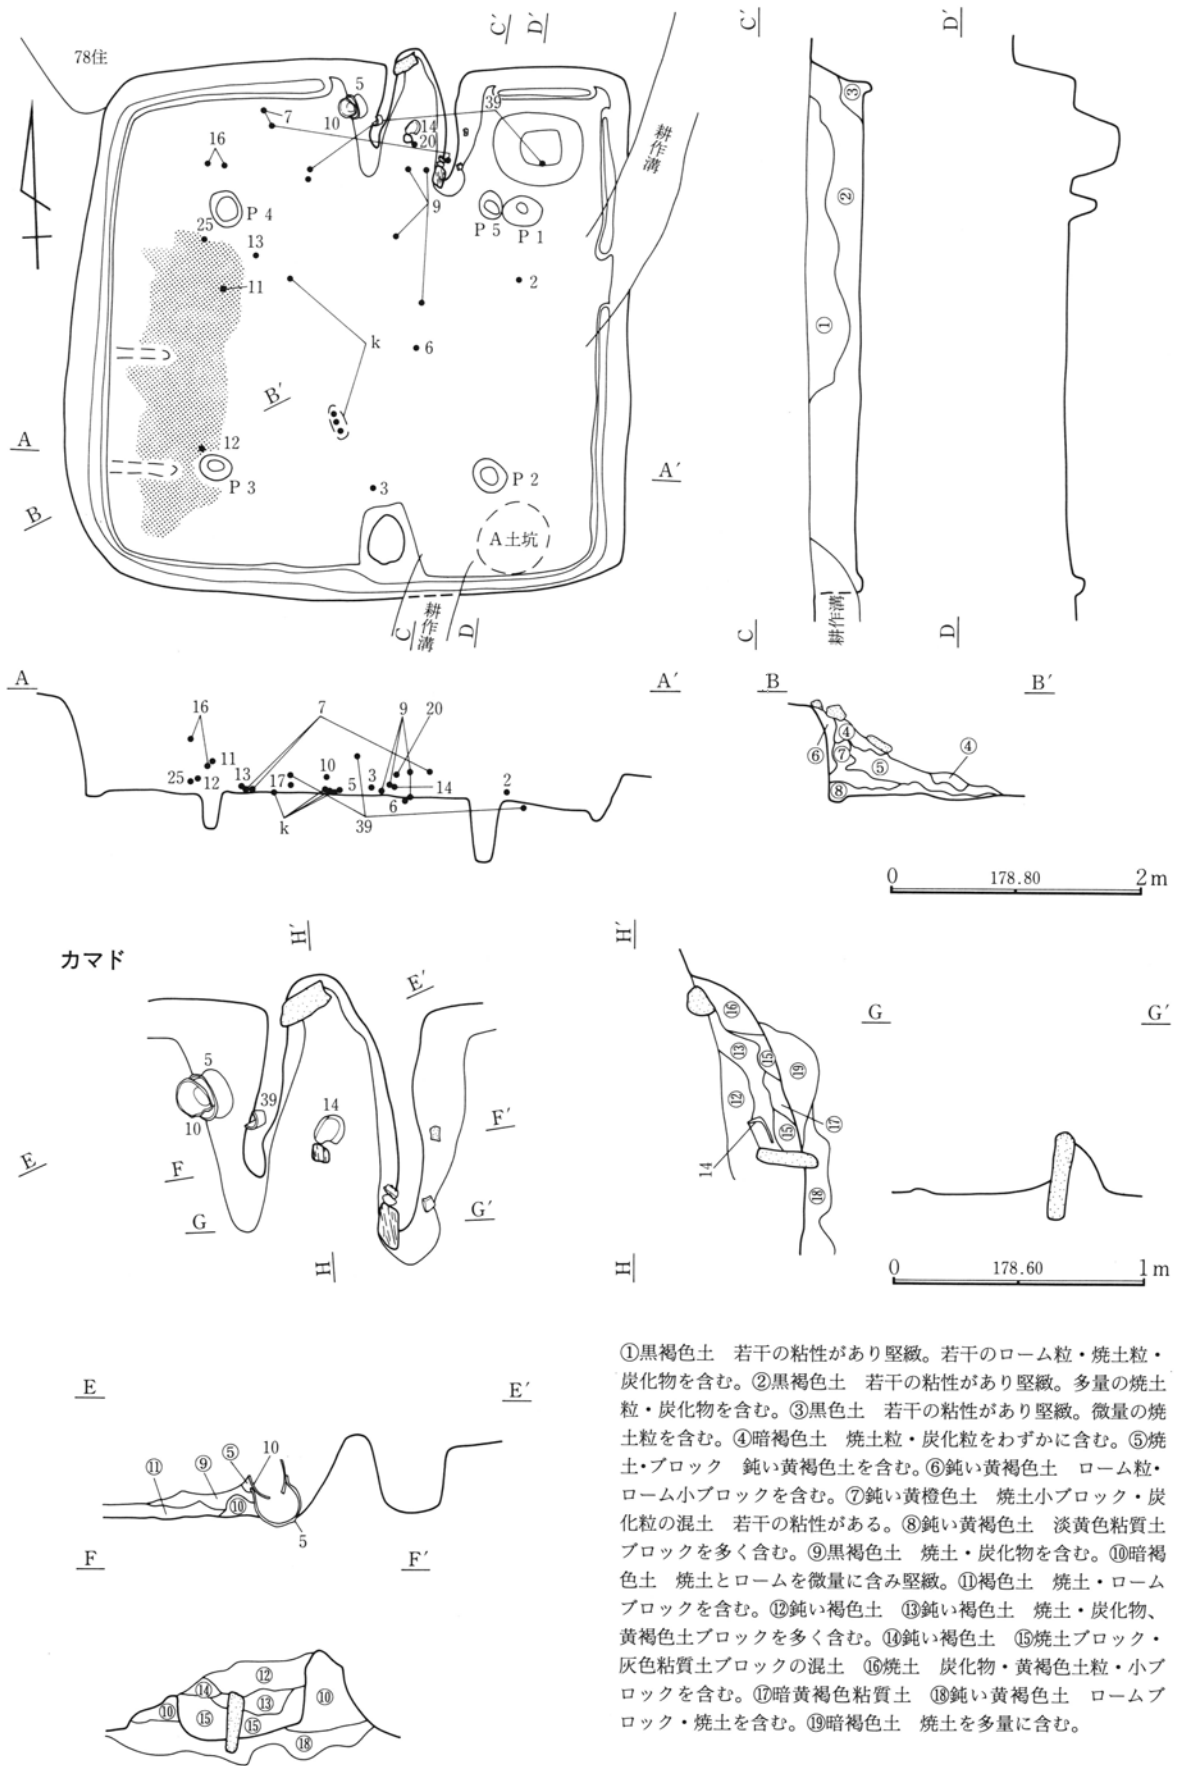 C′ D′ C′ D′
78住
5
39
7
10
14
20
16
耕作溝
③
②
P 4
9
P 5 P 1
25
13
2
11
①
k
6
B′
A
12
A′
P 3
P 2
3
B
A土坑
耕作溝
C D C D
耕作溝
A A′ B B′
16 7 9 20
④
11
⑥ ⑦ ⑤ ④
25 12 13 17 10 5 3 14 2
⑧
6
k 39
0 178.80 2m
カマド
H′ H′
E′
G G′
⑯
5
⑬ ⑮ ⑲
39
14
10
⑫
F′
⑰
⑮
E
F
14
G G′
⑱
H H
0 178.60 1m
E E′
⑤ 10
⑪ ⑨
⑩
5
F F′
⑫
⑭
⑩ ⑬ ⑩
⑮ ⑮
⑱
①黒褐色土 若干の粘性があり堅緻。若干のローム粒・焼土粒・
炭化物を含む。②黒褐色土 若干の粘性があり堅緻。多量の焼土
粒・炭化物を含む。③黒色土 若干の粘性があり堅緻。微量の焼
土粒を含む。④暗褐色土 焼土粒・炭化粒をわずかに含む。⑤焼
土・ブロック 鈍い黄褐色土を含む。⑥鈍い黄褐色土 ローム粒・
ローム小ブロックを含む。⑦鈍い黄橙色土 焼土小ブロック・炭
化粒の混土 若干の粘性がある。⑧鈍い黄褐色土 淡黄色粘質土
ブロックを多く含む。⑨黒褐色土 焼土・炭化物を含む。⑩暗褐
色土 焼土とロームを微量に含み堅緻。⑪褐色土 焼土・ローム
ブロックを含む。⑫鈍い褐色土 ⑬鈍い褐色土 焼土・炭化物、
黄褐色土ブロックを多く含む。⑭鈍い褐色土 ⑮焼土ブロック・
灰色粘質土ブロックの混土 ⑯焼土 炭化物・黄褐色土粒・小ブ
ロックを含む。⑰暗黄褐色粘質土 ⑱鈍い黄褐色土 ロームブ
ロック・焼土を含む。⑲暗褐色土 焼土を多量に含む。